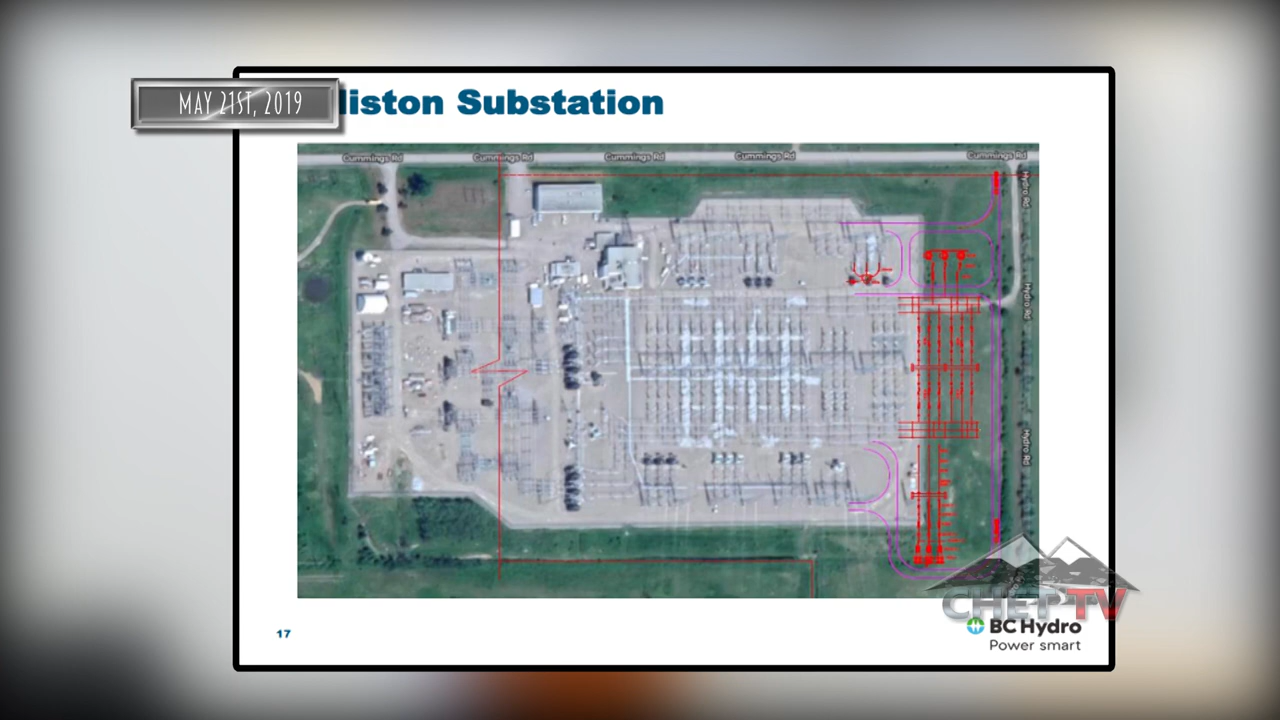 MAY 21ST, 2019
liston Substation
Cummings Rd
Cummings Rd
Cummings Rd
Cummings Rd
Cummings Rd
Hydro Rd
Hydro Rd
Hydro Rd
CHET TV
17
BC Hydro
Power smart